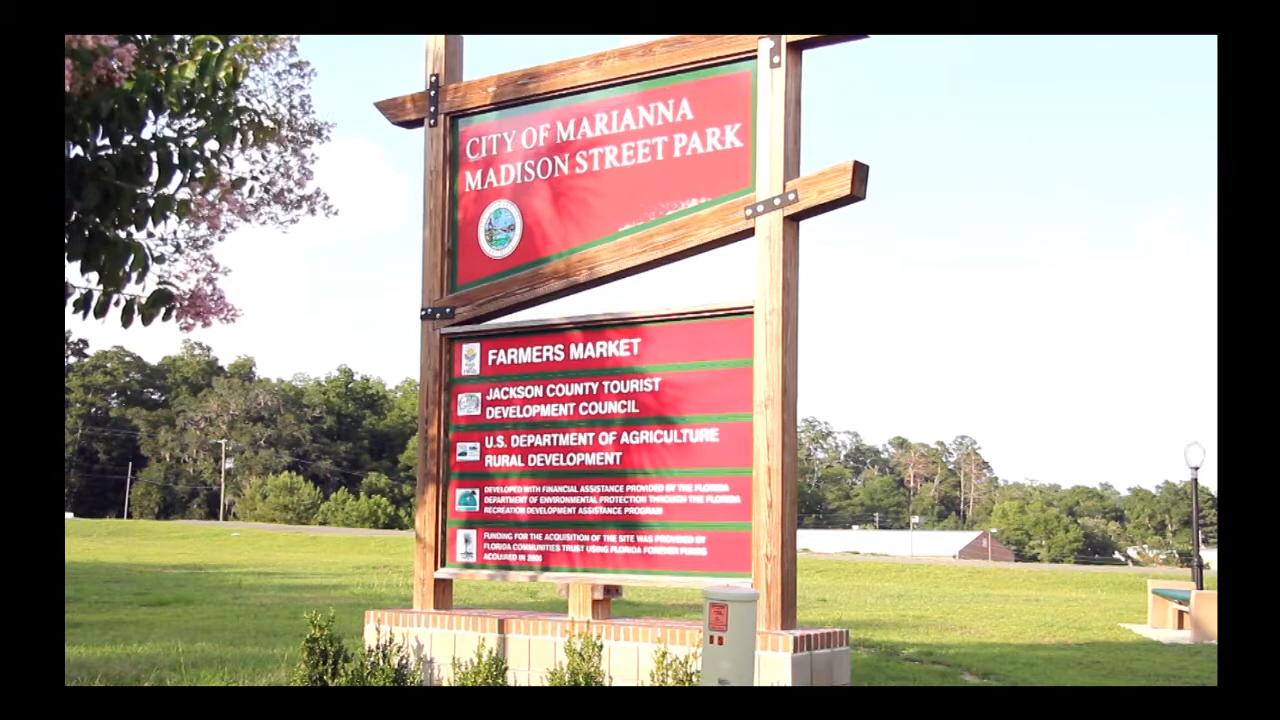 CITY OF MARIANNA
MADISON STREET PARK
FARMERS MARKET
JACKSON COUNTY TOURIST
DEVELOPMENT COUNCIL
U.S. DEPARTMENT OF AGRICULTURE
RURAL DEVELOPMENT
DEVELOPED WITH FINANCIAL ASSISTANCE PROVIDED BY THE FLORIDA
DEPARTMENT OF ENVIRONMENTAL PROTECTION THROUGH THE FLORIDA
RECREATION DEVELOPMENT ASSISTANCE PROGRAM
FUNDING FOR THE ACQUISITION OF THE SITE WAS PROVIDED BY
FLORIDA COMMUNITIES TRUST USING FLORIDA FOREVER FUNDS
ACQUIRED IN